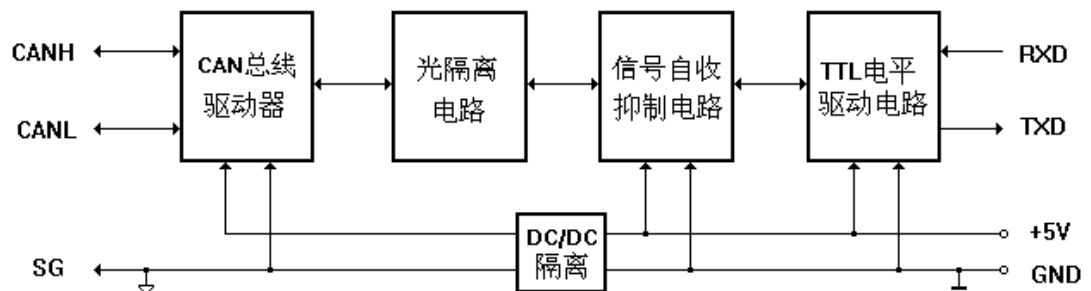 CANH
CANL
CAN总线
驱动器
光隔离
电路
信号自收
抑制电路
TTL电平
驱动电路
RXD
TXD
DC/DC
隔离
+5V
SG
GND